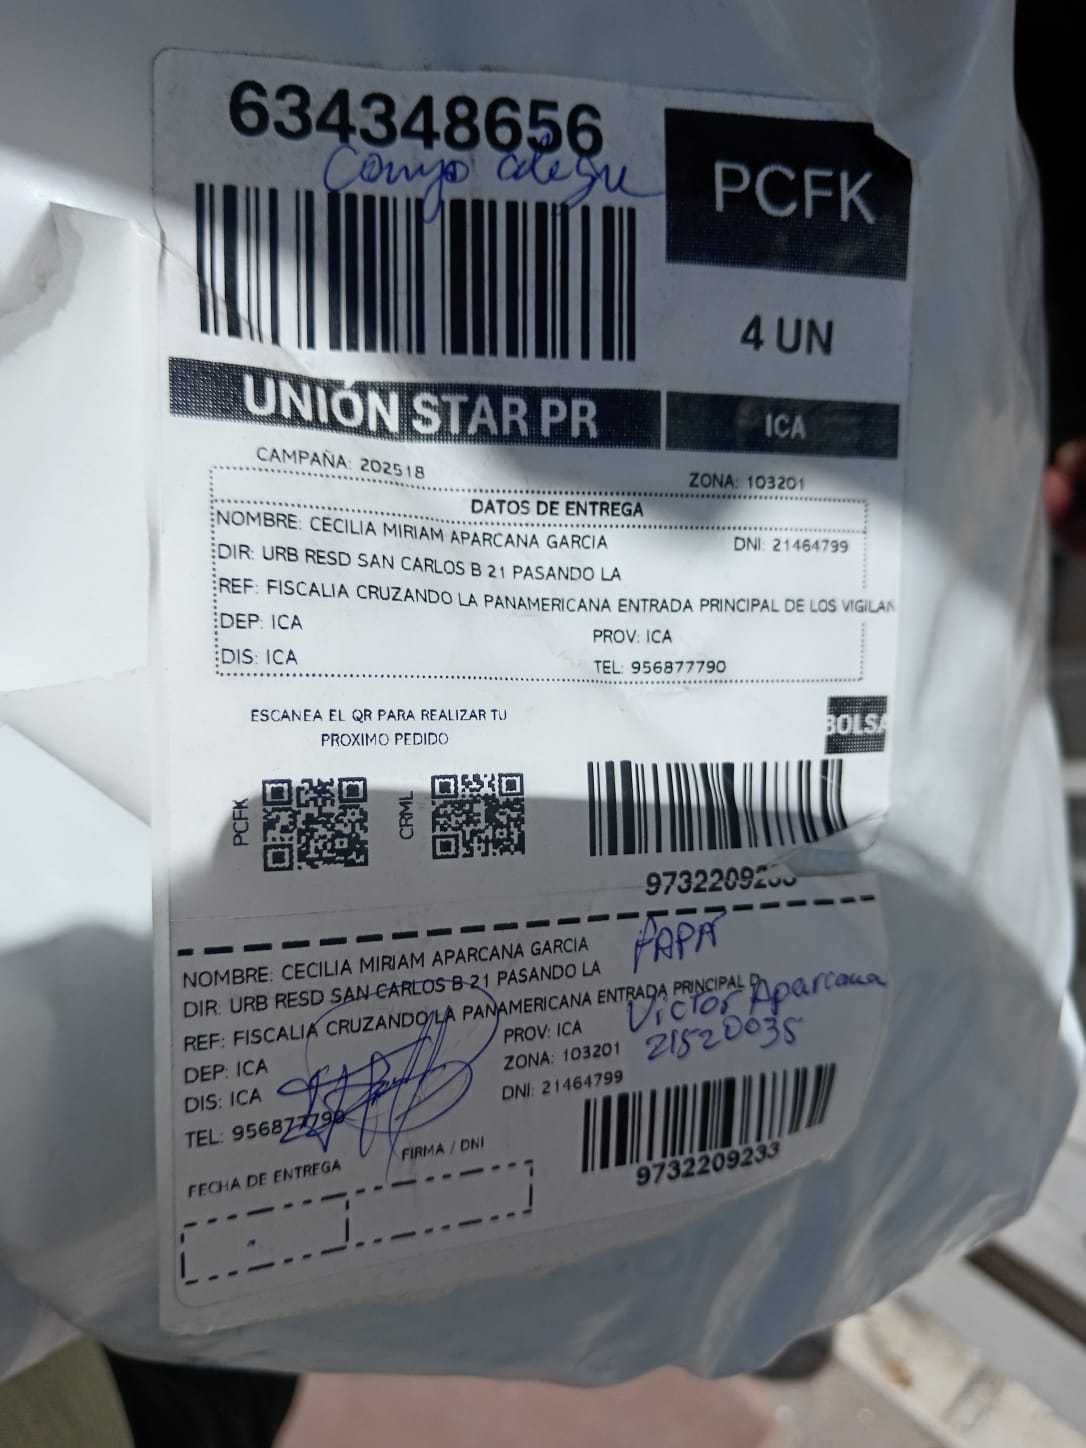 634348656
PCFK
4 UN
UNIÓN STAR PR
ICA
CAMPAÑA: 202518
ZONA: 103201
DATOS DE ENTREGA
NOMBRE: CECILIA MIRIAM APARCANA GARCIA
DNI: 21464799
DIR: URB RESD SAN CARLOS B 21 PASANDO LA
REF: FISCALIA CRUZANDO LA PANAMERICANA ENTRADA PRINCIPAL DE LOS VIGILAN
DEP: ICA
PROV: ICA
DIS: ICA
TEL: 956877790
ESCANEA EL QR PARA REALIZAR TU
PROXIMO PEDIDO
BOLSA
PCFK
CRML
NOMBRE: CECILIA MIRIAM APARCANA GARCIA
PAPÁ
DIR: URB RESD SAN CARLOS B 21 PASANDO LA
REF: FISCALIA CRUZANDO LA PANAMERICANA ENTRADA PRINCIPAL D
Victor Aparcana
21520035
DEP: ICA
PROV: ICA
DIS: ICA
ZONA: 103201
TEL: 956877790
DNI: 21464799
FECHA DE ENTREGA
FIRMA / DNI
9732209233